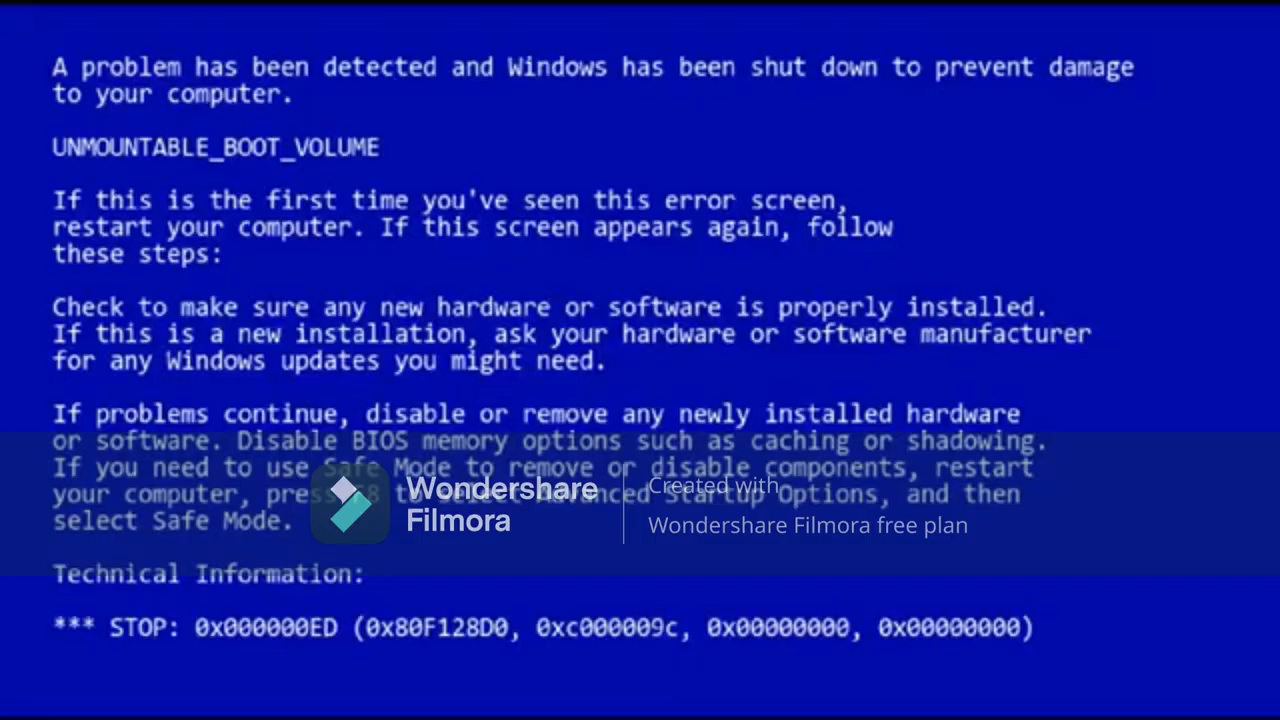 A problem has been detected and Windows has been shut down to prevent damage
to your computer.
UNMOUNTABLE_BOOT_VOLUME
If this is the first time you've seen this error screen,
restart your computer. If this screen appears again, follow
these steps:
Check to make sure any new hardware or software is properly installed.
If this is a new installation, ask your hardware or software manufacturer
for any Windows updates you might need.
If problems continue, disable or remove any newly installed hardware
or software. Disable BIOS memory options such as caching or shadowing.
If you need to use Safe Mode to remove or disable components, restart
your computer, press F8 to select Advanced Startup Options, and then
select Safe Mode.
Wondershare
Filmora
Created with
Wondershare Filmora free plan
Technical Information:
*** STOP: 0x000000ED (0x80F128D0, 0xc000009c, 0x00000000, 0x00000000)